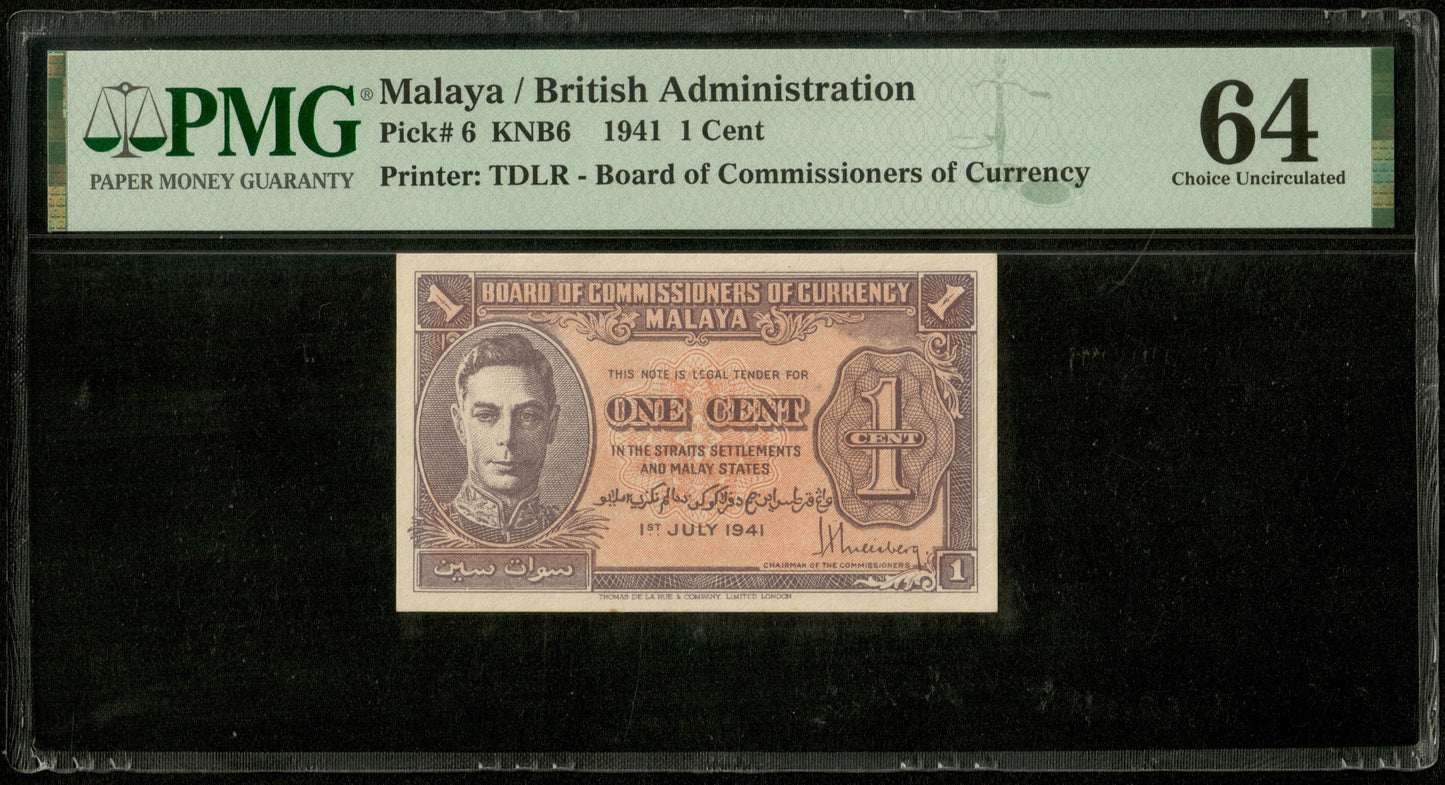 PMG®
PAPER MONEY GUARANTY
Malaya / British Administration
Pick# 6 KNB6 1941 1 Cent
Printer: TDLR - Board of Commissioners of Currency
64
Choice Uncirculated
1
BOARD OF COMMISSIONERS OF CURRENCY
1
MALAYA
THIS NOTE IS LEGAL TENDER FOR
ONE CENT
1
CENT
IN THE STRAITS SETTLEMENTS
AND MALAY STATES
1ST JULY 1941
CHAIRMAN OF THE COMMISSIONERS
سوات سين
1
THOMAS DE LA RUE & COMPANY, LIMITED LONDON